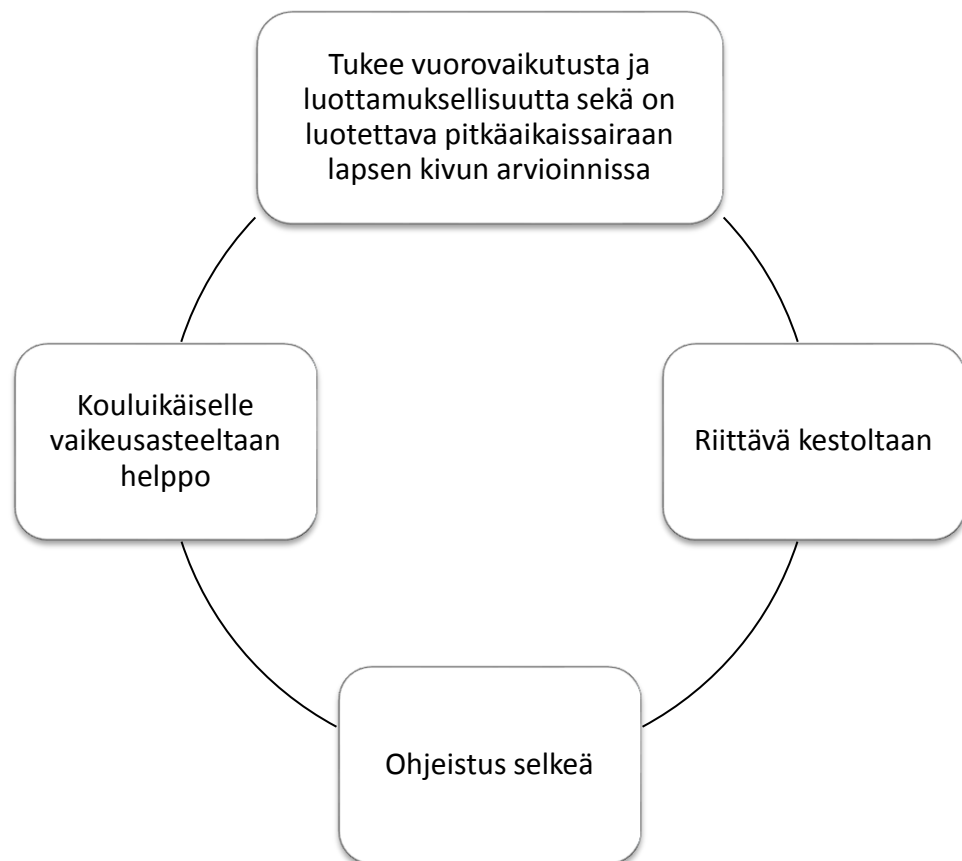 Tukee vuorovaikutusta ja
luottamuksellisuutta sekä on
luotettava pitkäaikaissairaan
lapsen kivun arvioinnissa
Kouluikäiselle
vaikeusasteeltaan
helppo
Riittävä kestoltaan
Ohjeistus selkeä